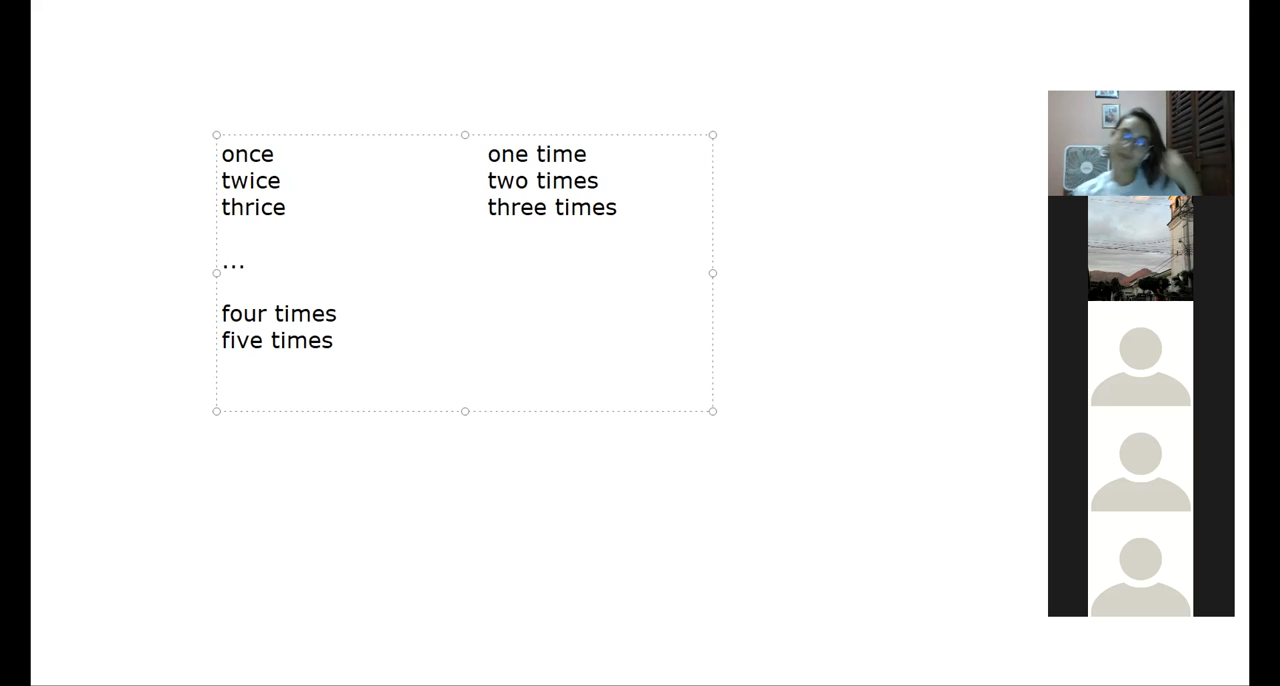 once one time
twice two times
thrice three times
...
four times
five times